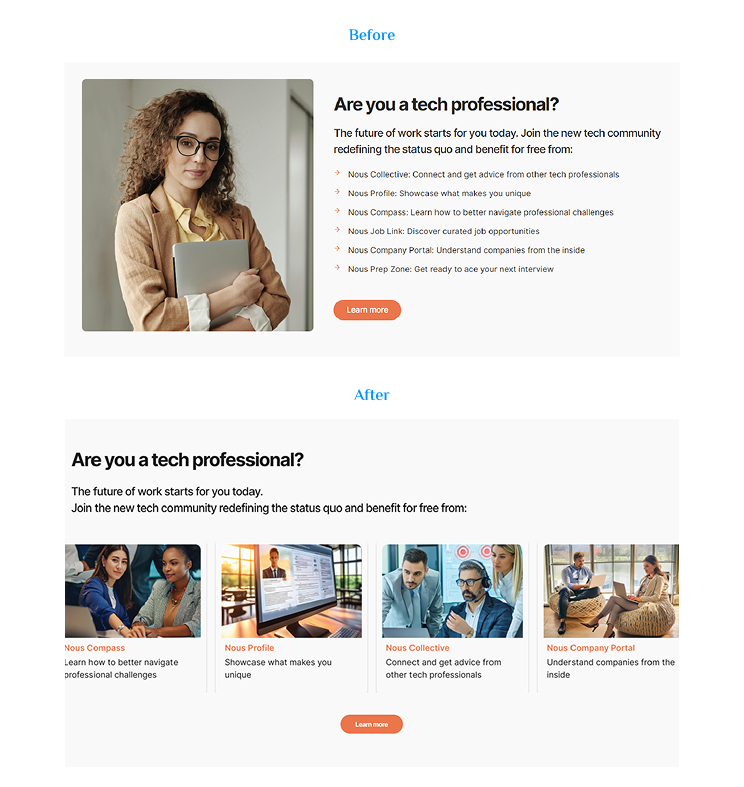 Before
Are you a tech professional?
The future of work starts for you today. Join the new tech community
redefining the status quo and benefit for free from:
Nous Collective: Connect and get advice from other tech professionals
Nous Profile: Showcase what makes you unique
Nous Compass: Learn how to better navigate professional challenges
Nous Job Link: Discover curated job opportunities
Nous Company Portal: Understand companies from the inside
Nous Prep Zone: Get ready to ace your next interview
Learn more
After
Are you a tech professional?
The future of work starts for you today.
Join the new tech community redefining the status quo and benefit for free from:
Nous Compass
Learn how to better navigate
professional challenges
Nous Profile
Showcase what makes you
unique
Nous Collective
Connect and get advice from
other tech professionals
Nous Company Portal
Understand companies from the
inside
Learn more